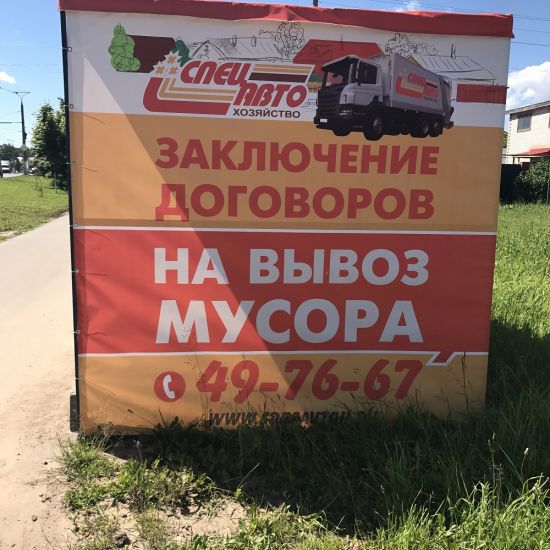 СПЕЦ
АВТО
ХОЗЯЙСТВО
ЗАКЛЮЧЕНИЕ
ДОГОВОРОВ
НА ВЫВОЗ
МУСОРА
49-76-67